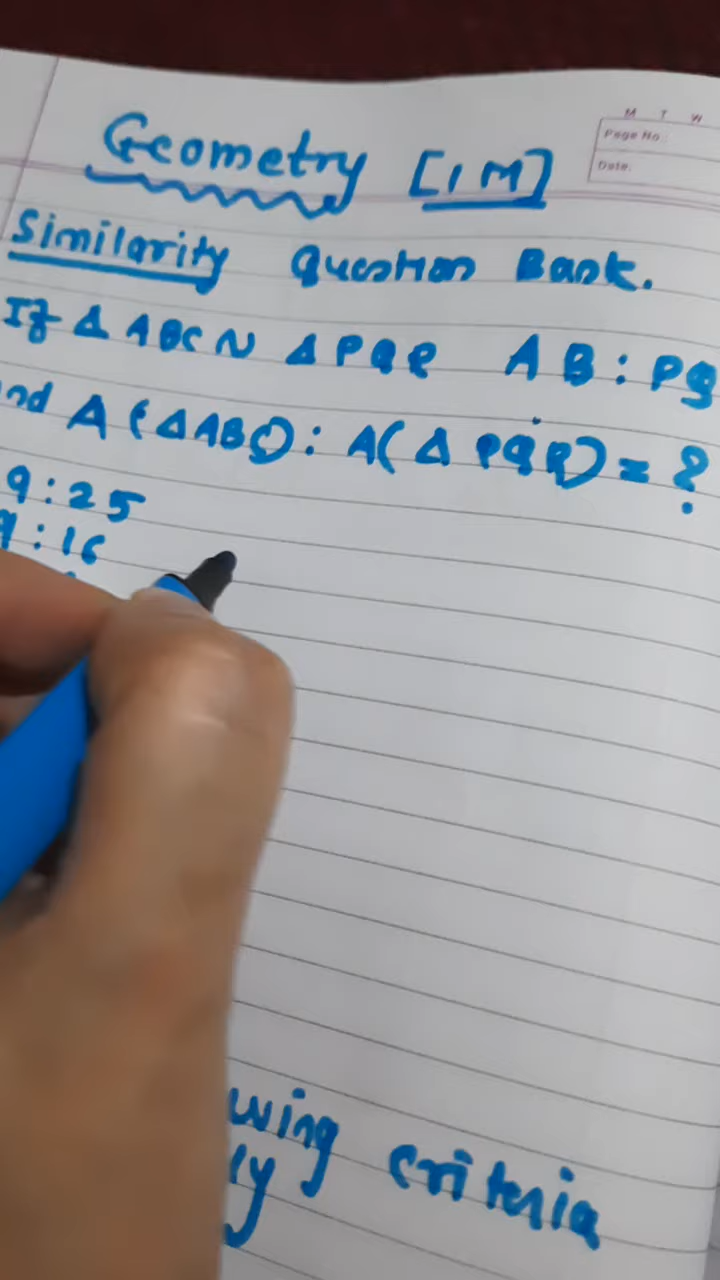 M T W
Page No
Date:
Geometry [1 M]
Similarity Question Bank.
If Δ ABC ~ Δ PQR AB : PQ
nd A (Δ ABC) : A( Δ PQR) = ?
9 : 25
9 : 16
wing criteria